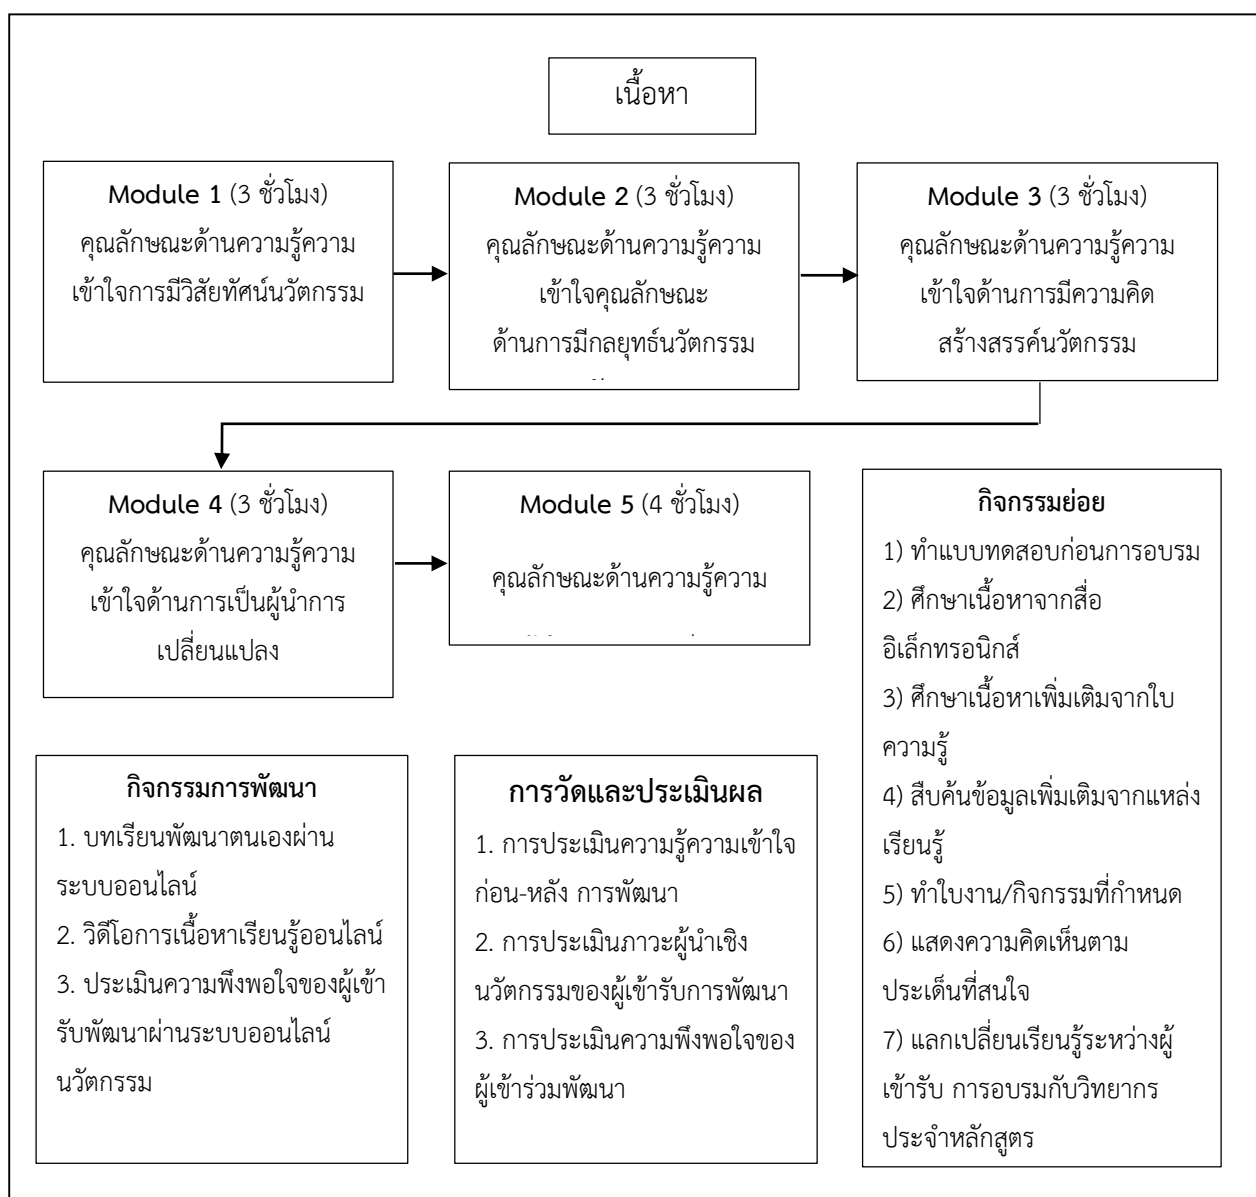 เนื้อหา
Module 1 (3 ชั่วโมง)
คุณลักษณะด้านความรู้ความ
เข้าใจการมีวิสัยทัศน์นวัตกรรม
Module 2 (3 ชั่วโมง)
คุณลักษณะด้านความรู้ความ
เข้าใจคุณลักษณะ
ด้านการมีกลยุทธ์นวัตกรรม
Module 3 (3 ชั่วโมง)
คุณลักษณะด้านความรู้ความ
เข้าใจด้านการมีความคิด
สร้างสรรค์นวัตกรรม
Module 4 (3 ชั่วโมง)
คุณลักษณะด้านความรู้ความ
เข้าใจด้านการเป็นผู้นำการ
เปลี่ยนแปลง
Module 5 (4 ชั่วโมง)
คุณลักษณะด้านความรู้ความ
กิจกรรมย่อย
1) ทำแบบทดสอบก่อนการอบรม
2) ศึกษาเนื้อหาจากสื่อ
อิเล็กทรอนิกส์
3) ศึกษาเนื้อหาเพิ่มเติมจากใบ
ความรู้
4) สืบค้นข้อมูลเพิ่มเติมจากแหล่ง
เรียนรู้
5) ทำใบงาน/กิจกรรมที่กำหนด
6) แสดงความคิดเห็นตาม
ประเด็นที่สนใจ
7) แลกเปลี่ยนเรียนรู้ระหว่างผู้
เข้ารับ การอบรมกับวิทยากร
ประจำหลักสูตร
กิจกรรมการพัฒนา
1. บทเรียนพัฒนาตนเองผ่าน
ระบบออนไลน์
2. วิดีโอการเนื้อหาเรียนรู้ออนไลน์
3. ประเมินความพึงพอใจของผู้เข้า
รับพัฒนาผ่านระบบออนไลน์
นวัตกรรม
การวัดและประเมินผล
1. การประเมินความรู้ความเข้าใจ
ก่อน-หลัง การพัฒนา
2. การประเมินภาวะผู้นำเชิง
นวัตกรรมของผู้เข้ารับการพัฒนา
3. การประเมินความพึงพอใจของ
ผู้เข้าร่วมพัฒนา